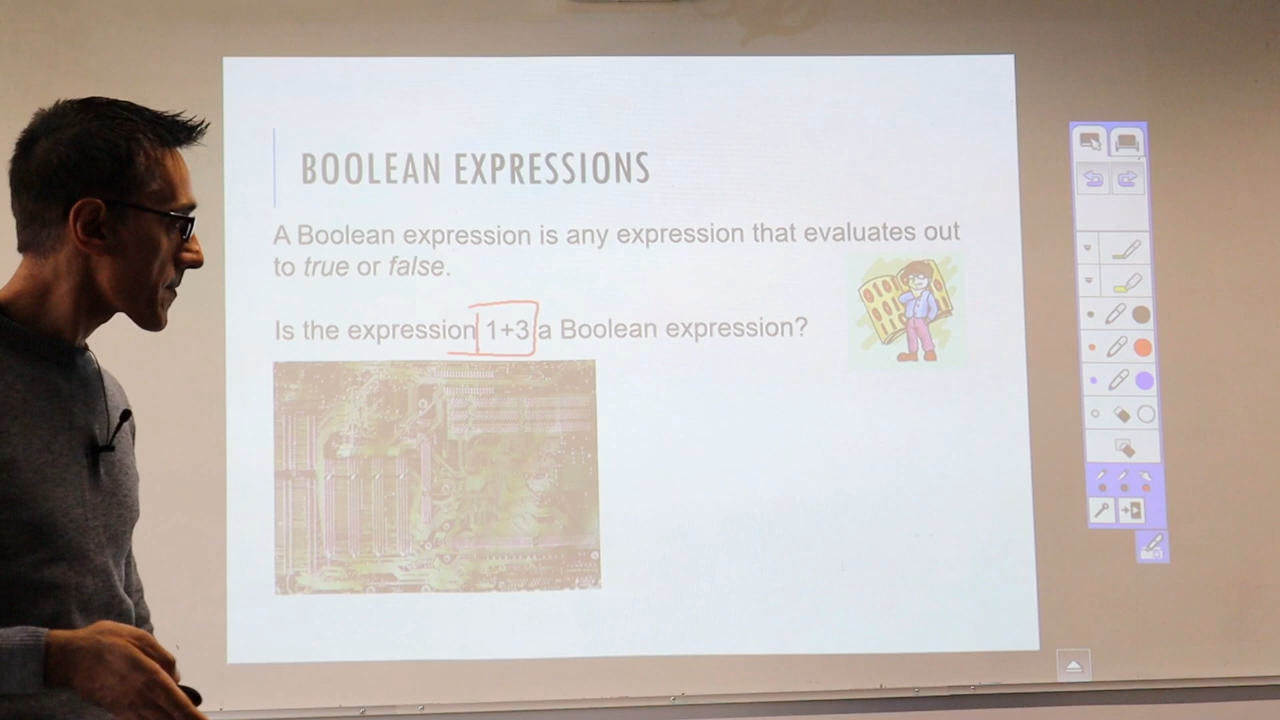 BOOLEAN EXPRESSIONS
A Boolean expression is any expression that evaluates out
to true or false.
Is the expression 1+3 a Boolean expression?